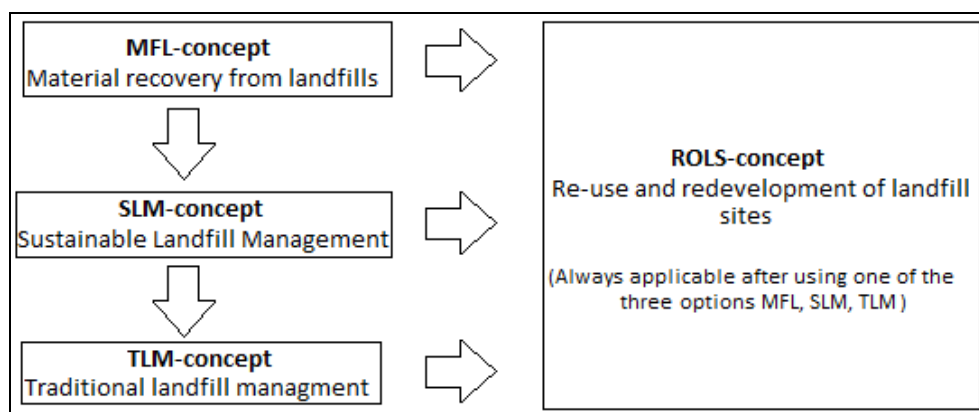 MFL-concept
Material recovery from landfills
SLM-concept
Sustainable Landfill Management
TLM-concept
Traditional landfill managment
ROLS-concept
Re-use and redevelopment of landfill
sites
(Always applicable after using one of the
three options MFL, SLM, TLM )